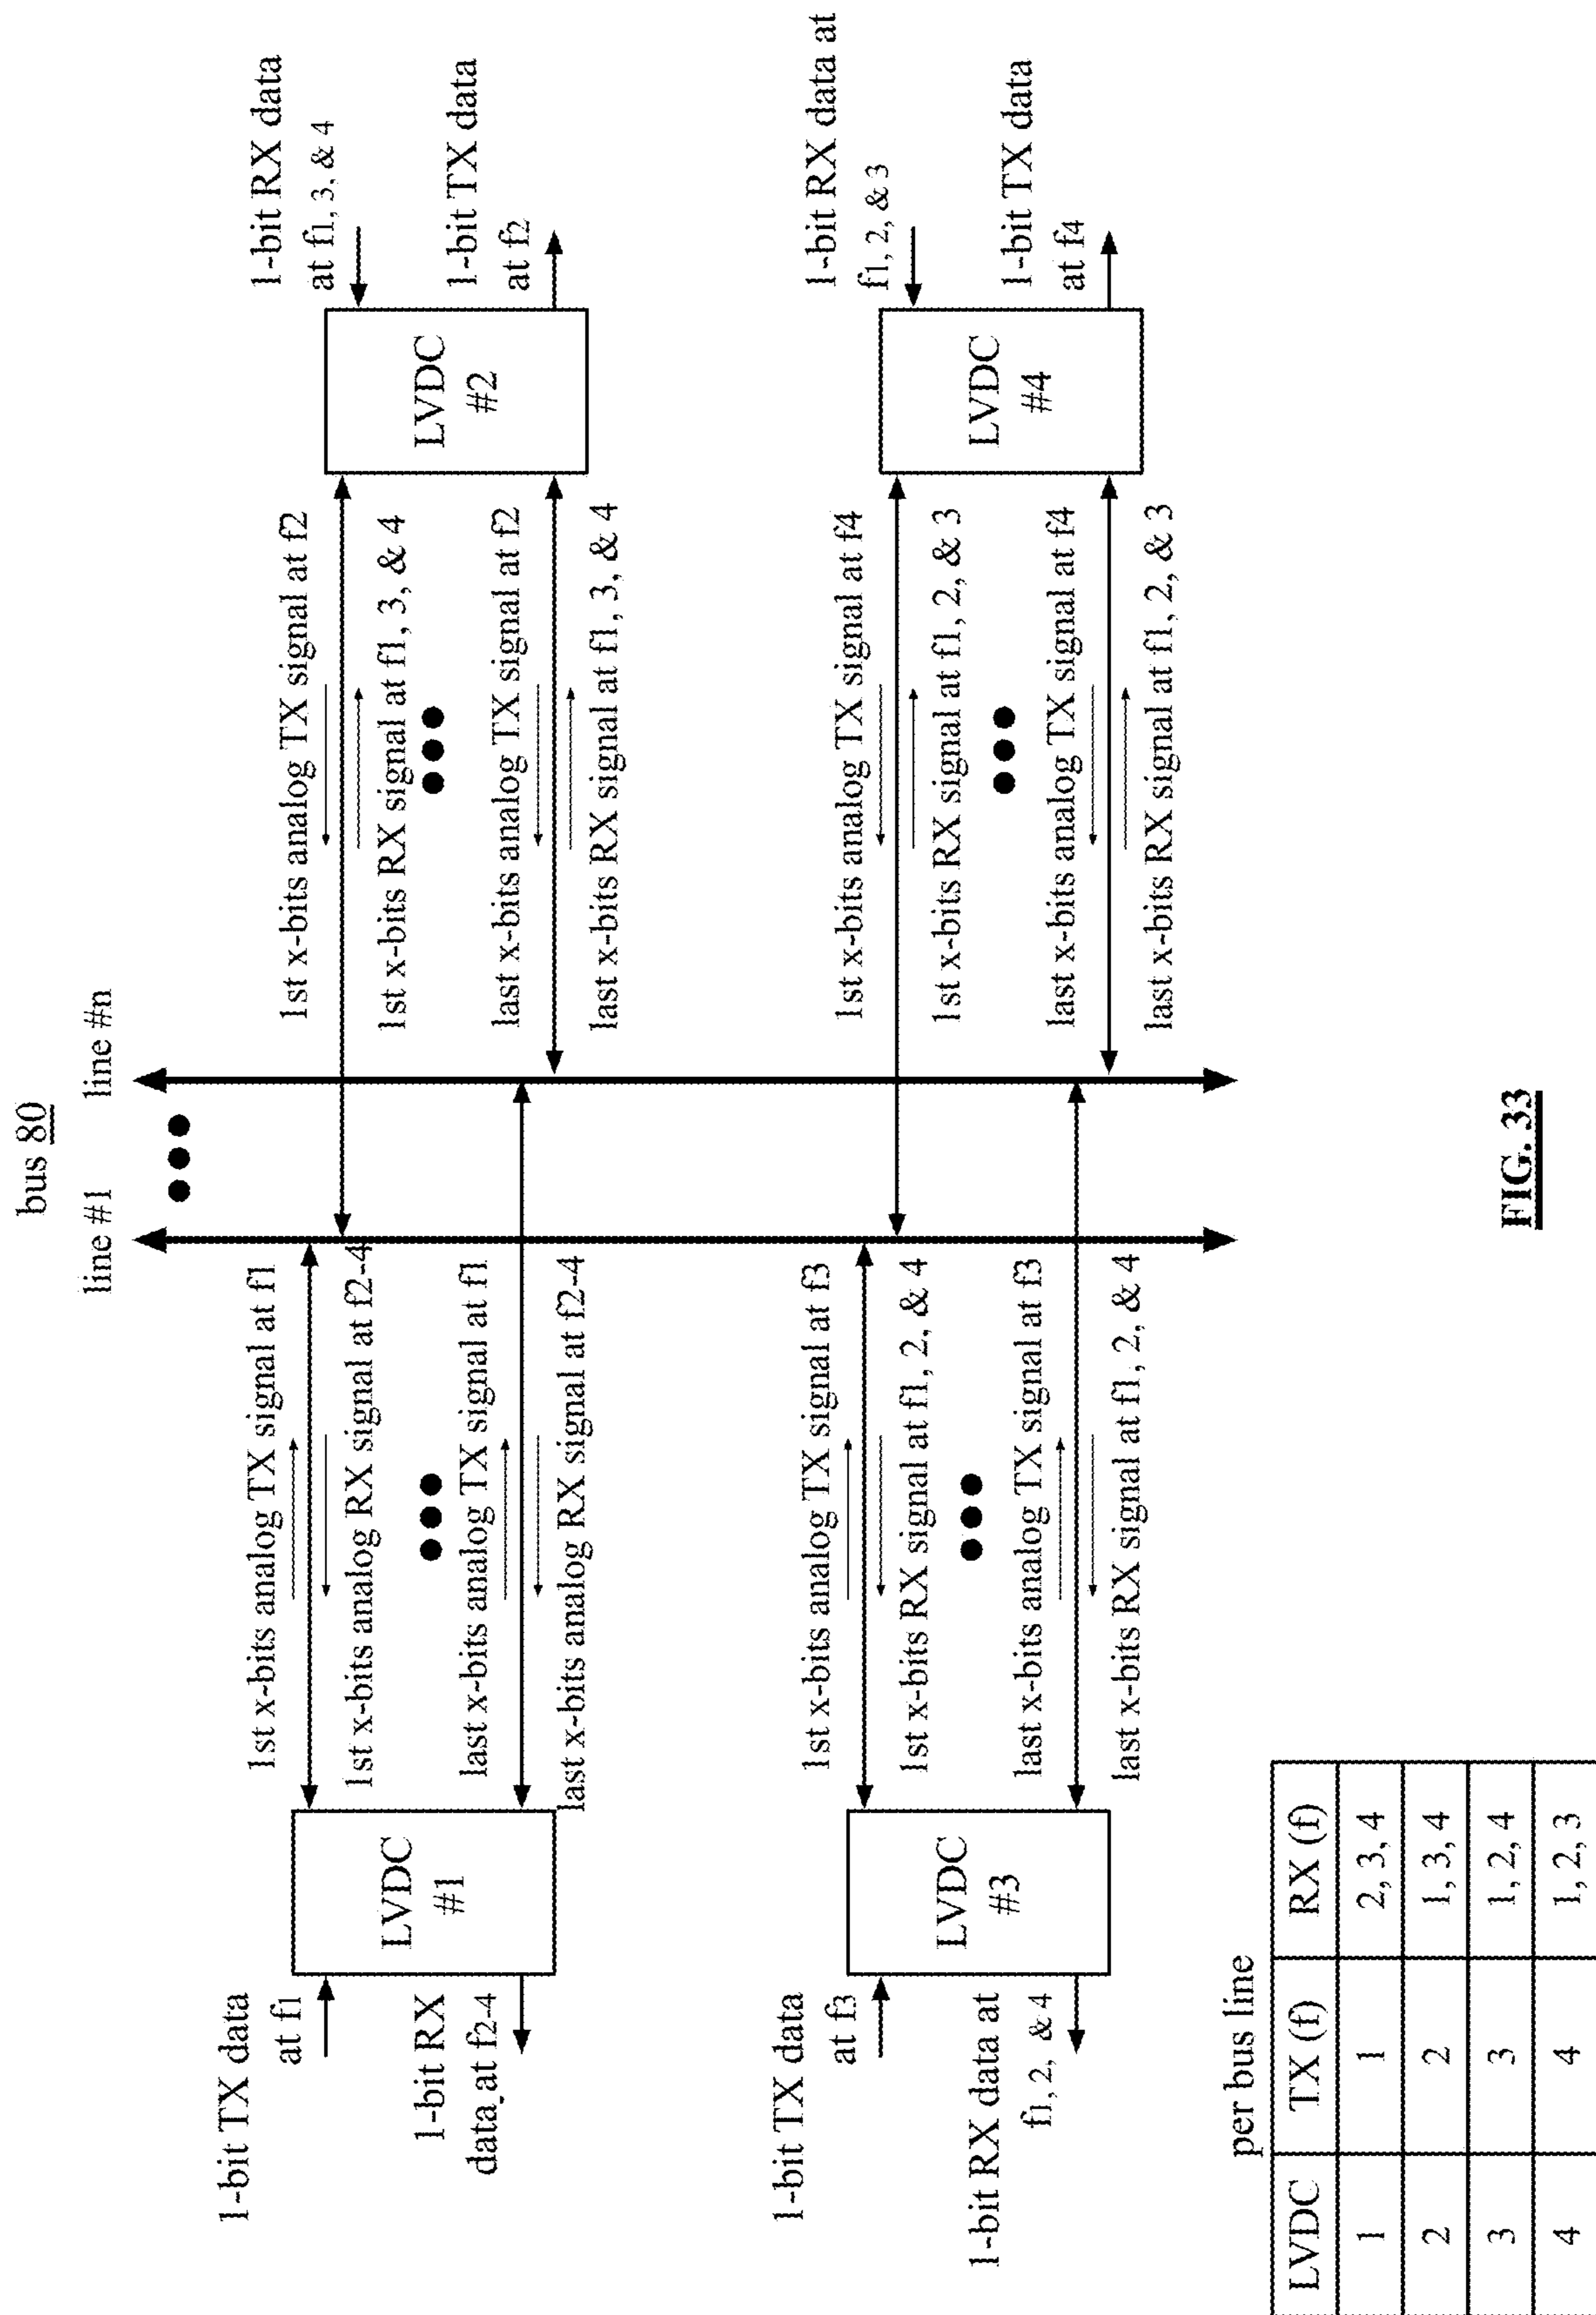 bus 80
line #1
line #n
1-bit TX data
at f1
1-bit RX
data at f2-4
LVDC
#1
1st x-bits analog TX signal at f1
1st x-bits analog RX signal at f2-4
last x-bits analog TX signal at f1
last x-bits analog RX signal at f2-4
1st x-bits analog TX signal at f2
1st x-bits RX signal at f1, 3, & 4
last x-bits analog TX signal at f2
last x-bits RX signal at f1, 3, & 4
LVDC
#2
1-bit RX data
at f1, 3, & 4
1-bit TX data
at f2
1-bit TX data
at f3
1-bit RX data at
f1, 2, & 4
LVDC
#3
1st x-bits analog TX signal at f3
1st x-bits RX signal at f1, 2, & 4
last x-bits analog TX signal at f3
last x-bits RX signal at f1, 2, & 4
1st x-bits analog TX signal at f4
1st x-bits RX signal at f1, 2, & 3
last x-bits analog TX signal at f4
last x-bits RX signal at f1, 2, & 3
LVDC
#4
1-bit RX data at
f1, 2, & 3
1-bit TX data
at f4
per bus line
LVDC TX (f) RX (f)
1 1 2, 3, 4
2 2 1, 3, 4
3 3 1, 2, 4
4 4 1, 2, 3
FIG. 33